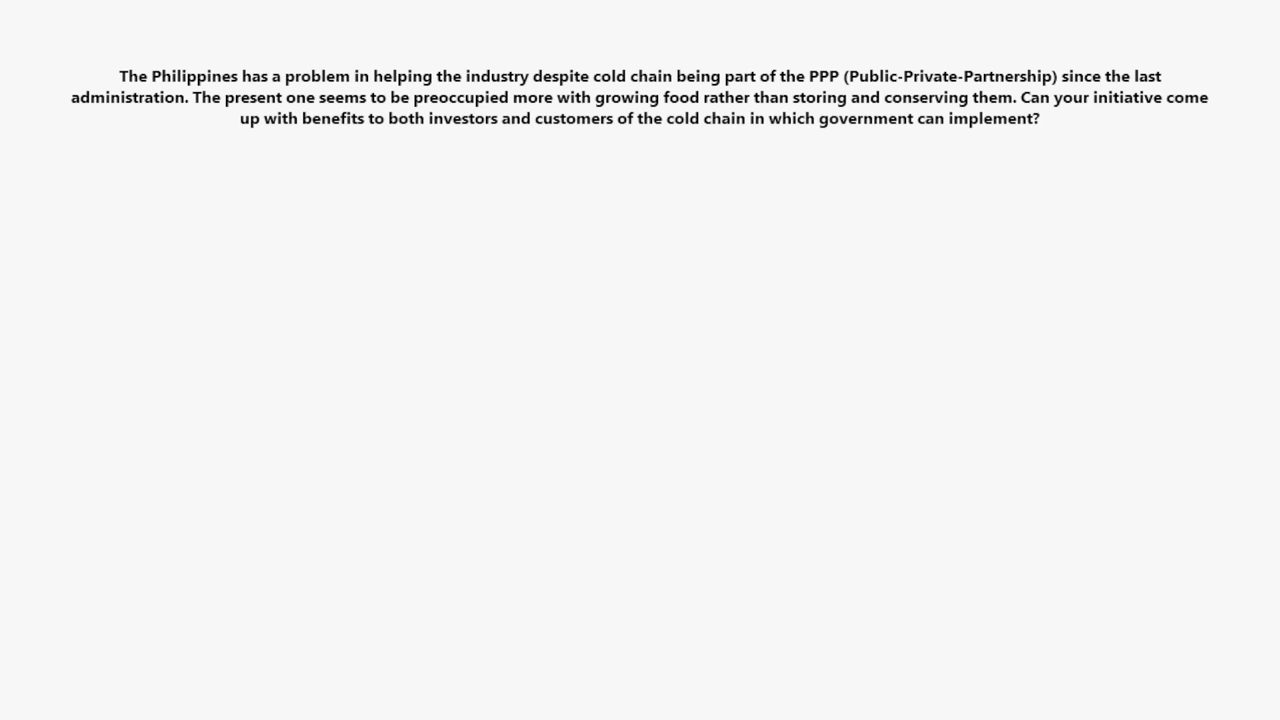 The Philippines has a problem in helping the industry despite cold chain being part of the PPP (Public-Private-Partnership) since the last
administration. The present one seems to be preoccupied more with growing food rather than storing and conserving them. Can your initiative come
up with benefits to both investors and customers of the cold chain in which government can implement?